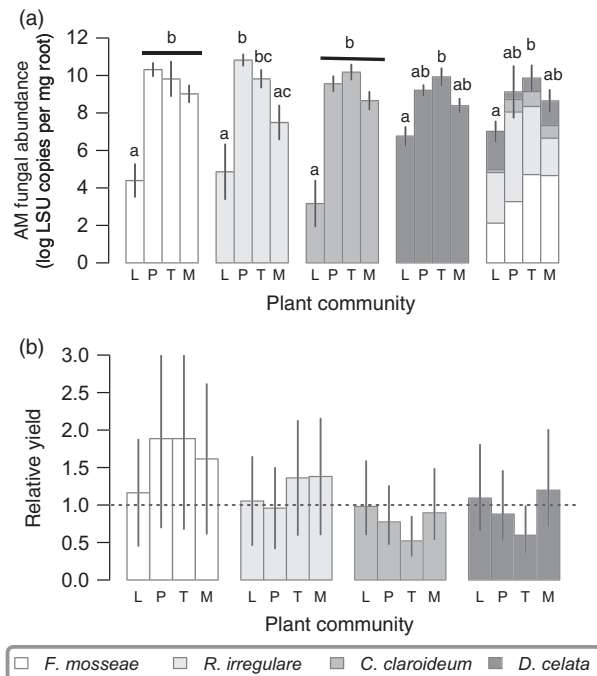 (a)
AM fungal abundance
(log LSU copies per mg root)
12
10
8
6
4
2
0
a b
a b bc ac
a b
a ab b ab
a ab b ab
L P T M L P T M L P T M L P T M L P T M
Plant community
(b)
Relative yield
3.0
2.5
2.0
1.5
1.0
0.5
0.0
L P T M L P T M L P T M L P T M
Plant community
F. mosseae R. irregulare C. claroideum D. celata